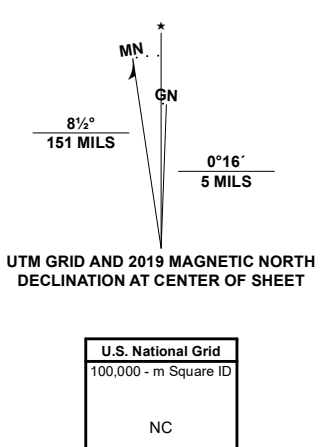 ★
MN
GN
8½°
151 MILS
0°16´
5 MILS
UTM GRID AND 2019 MAGNETIC NORTH
DECLINATION AT CENTER OF SHEET
U.S. National Grid
100,000 - m Square ID
NC